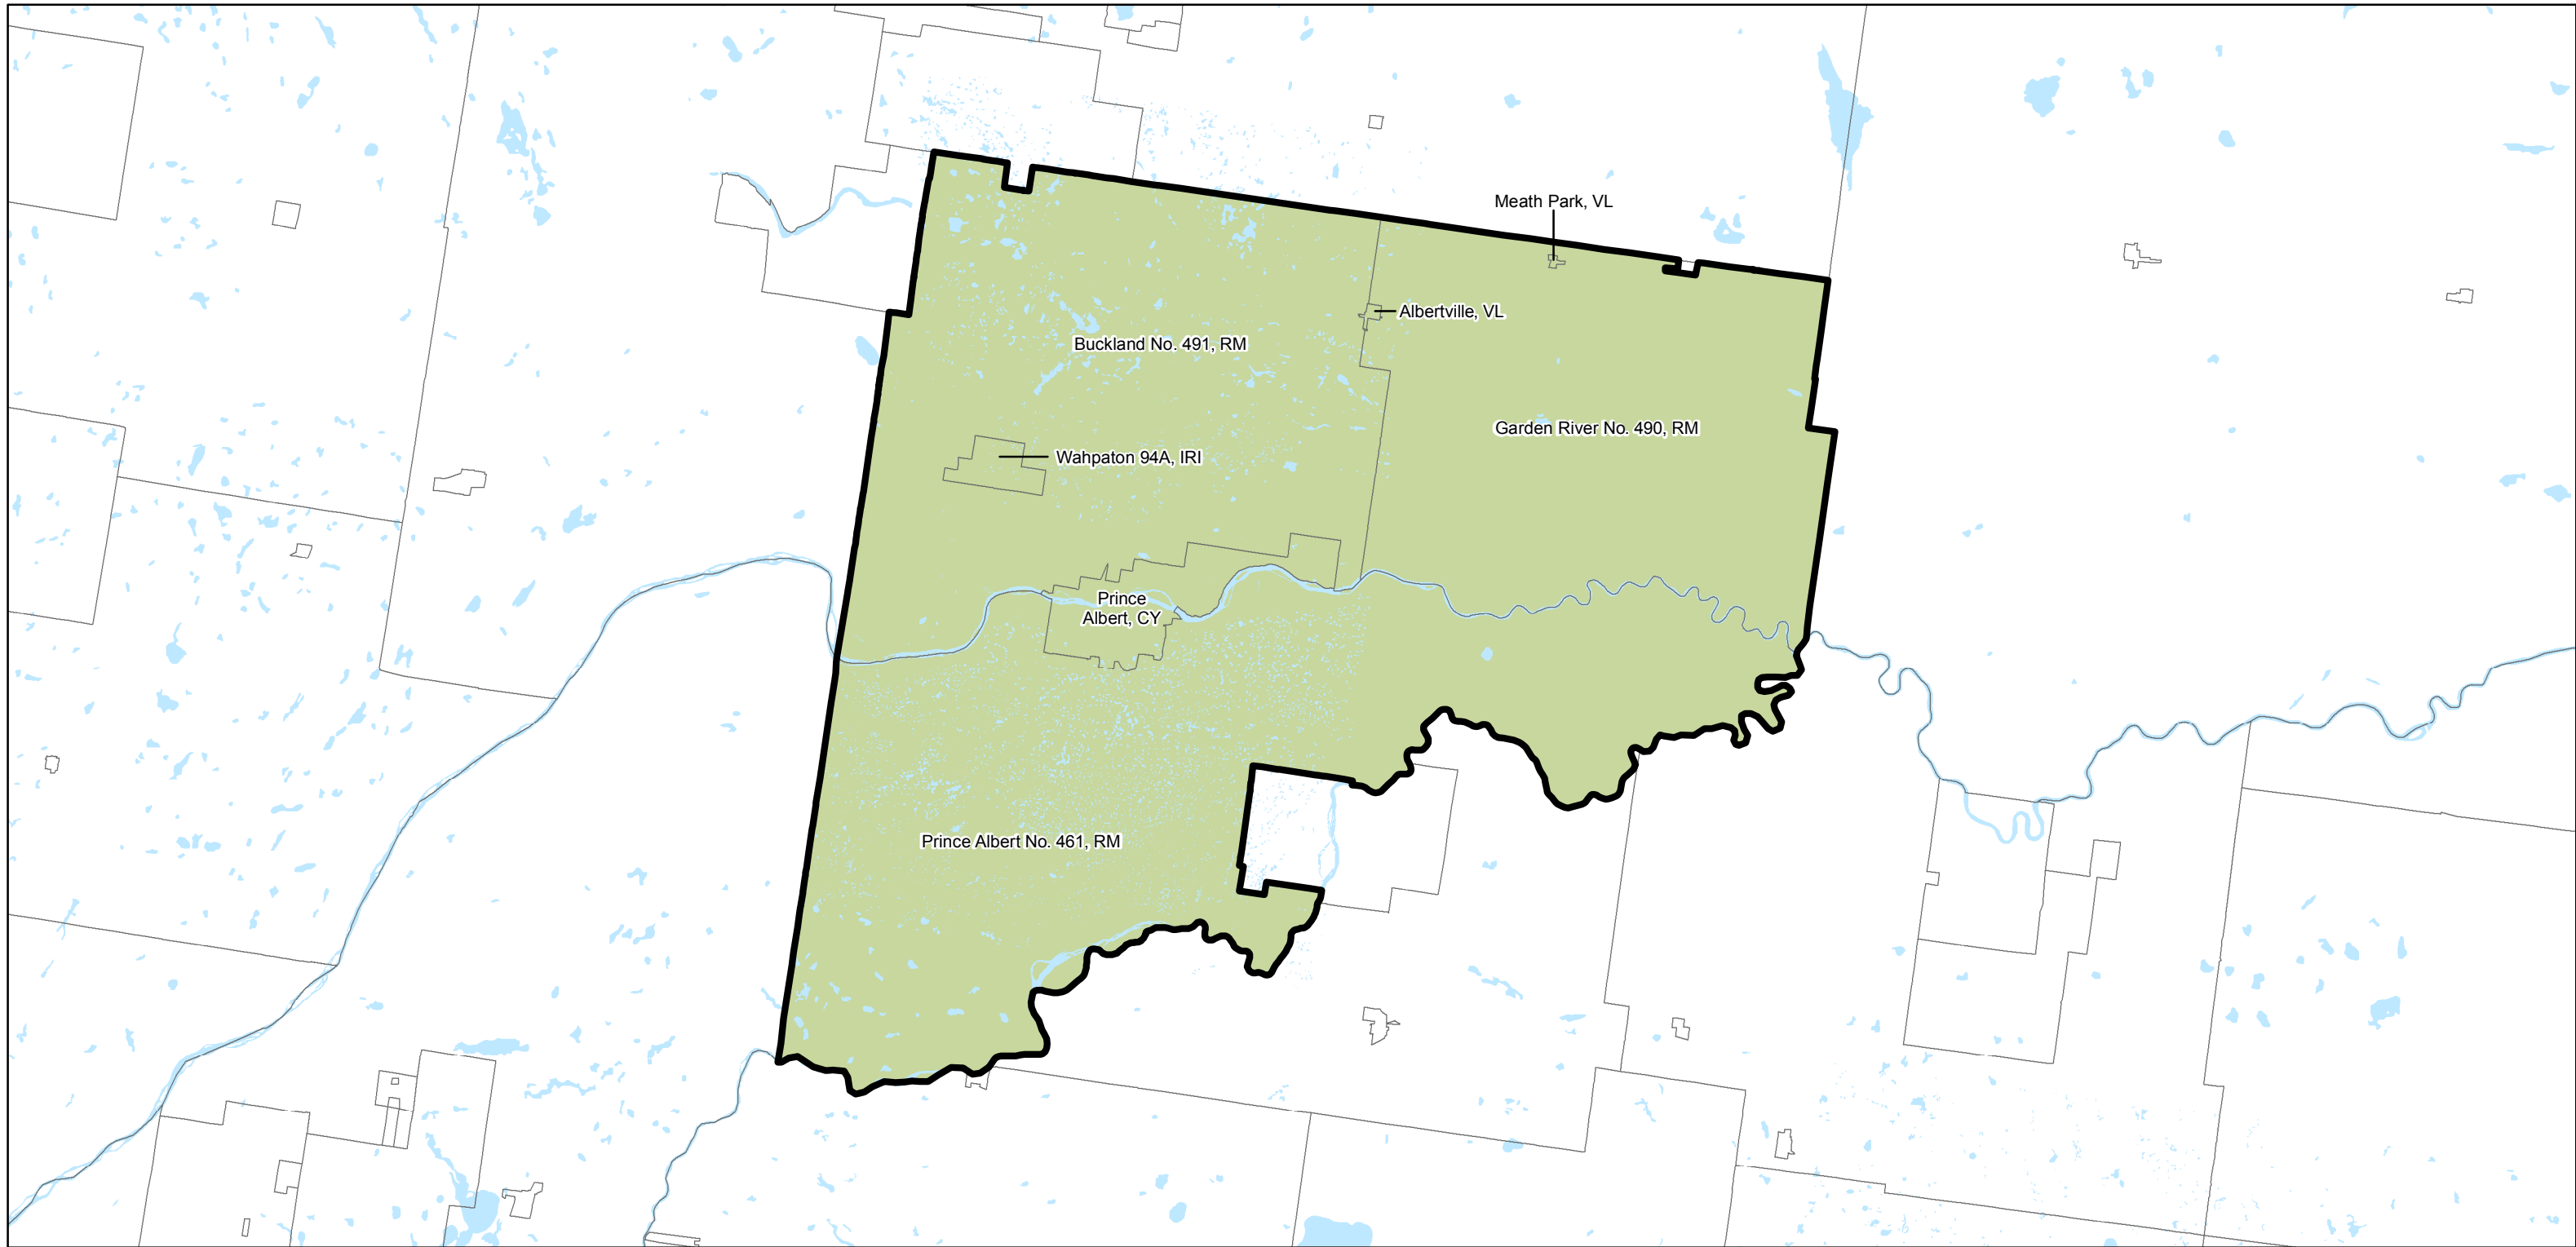 Meath Park, VL
Albertville, VL
Buckland No. 491, RM
Garden River No. 490, RM
Wahpaton 94A, IRI
Prince
Albert, CY
Prince Albert No. 461, RM